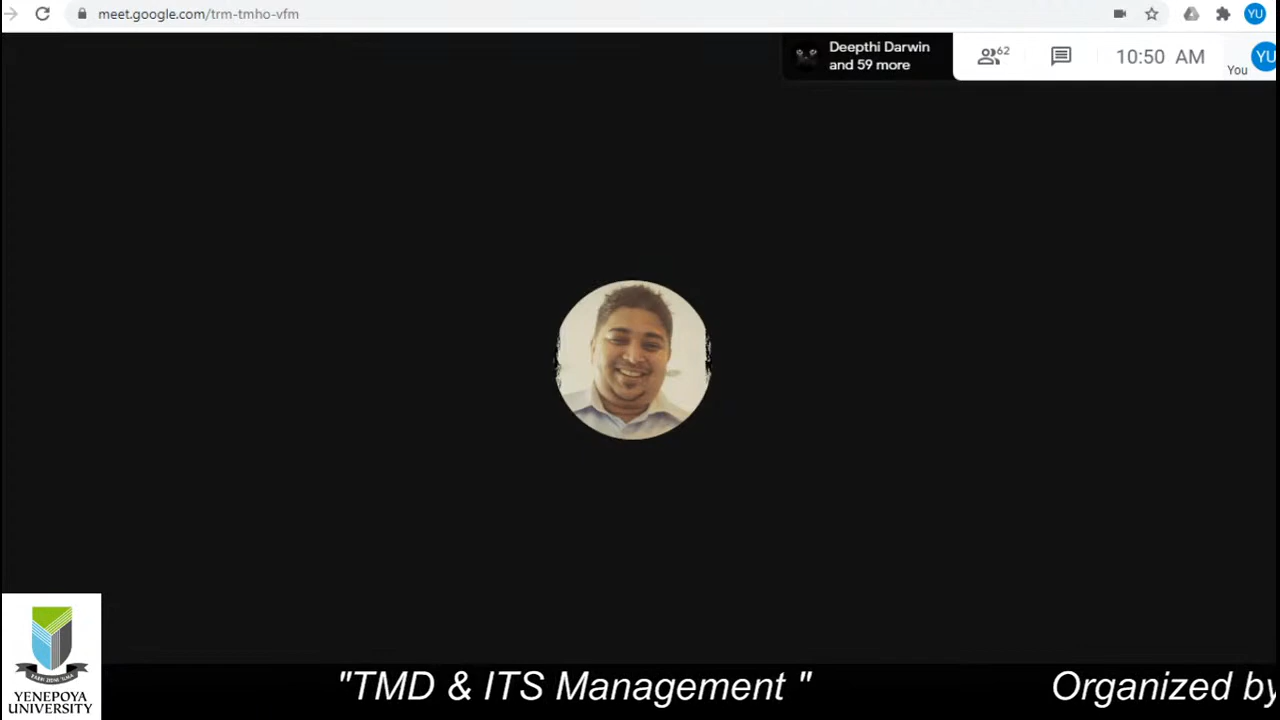 meet.google.com/trm-tmho-vfm
YU
Deepthi Darwin
and 59 more
62
10:50 AM
You
YU
YENEPOYA
UNIVERSITY
"TMD & ITS Management "
Organized by